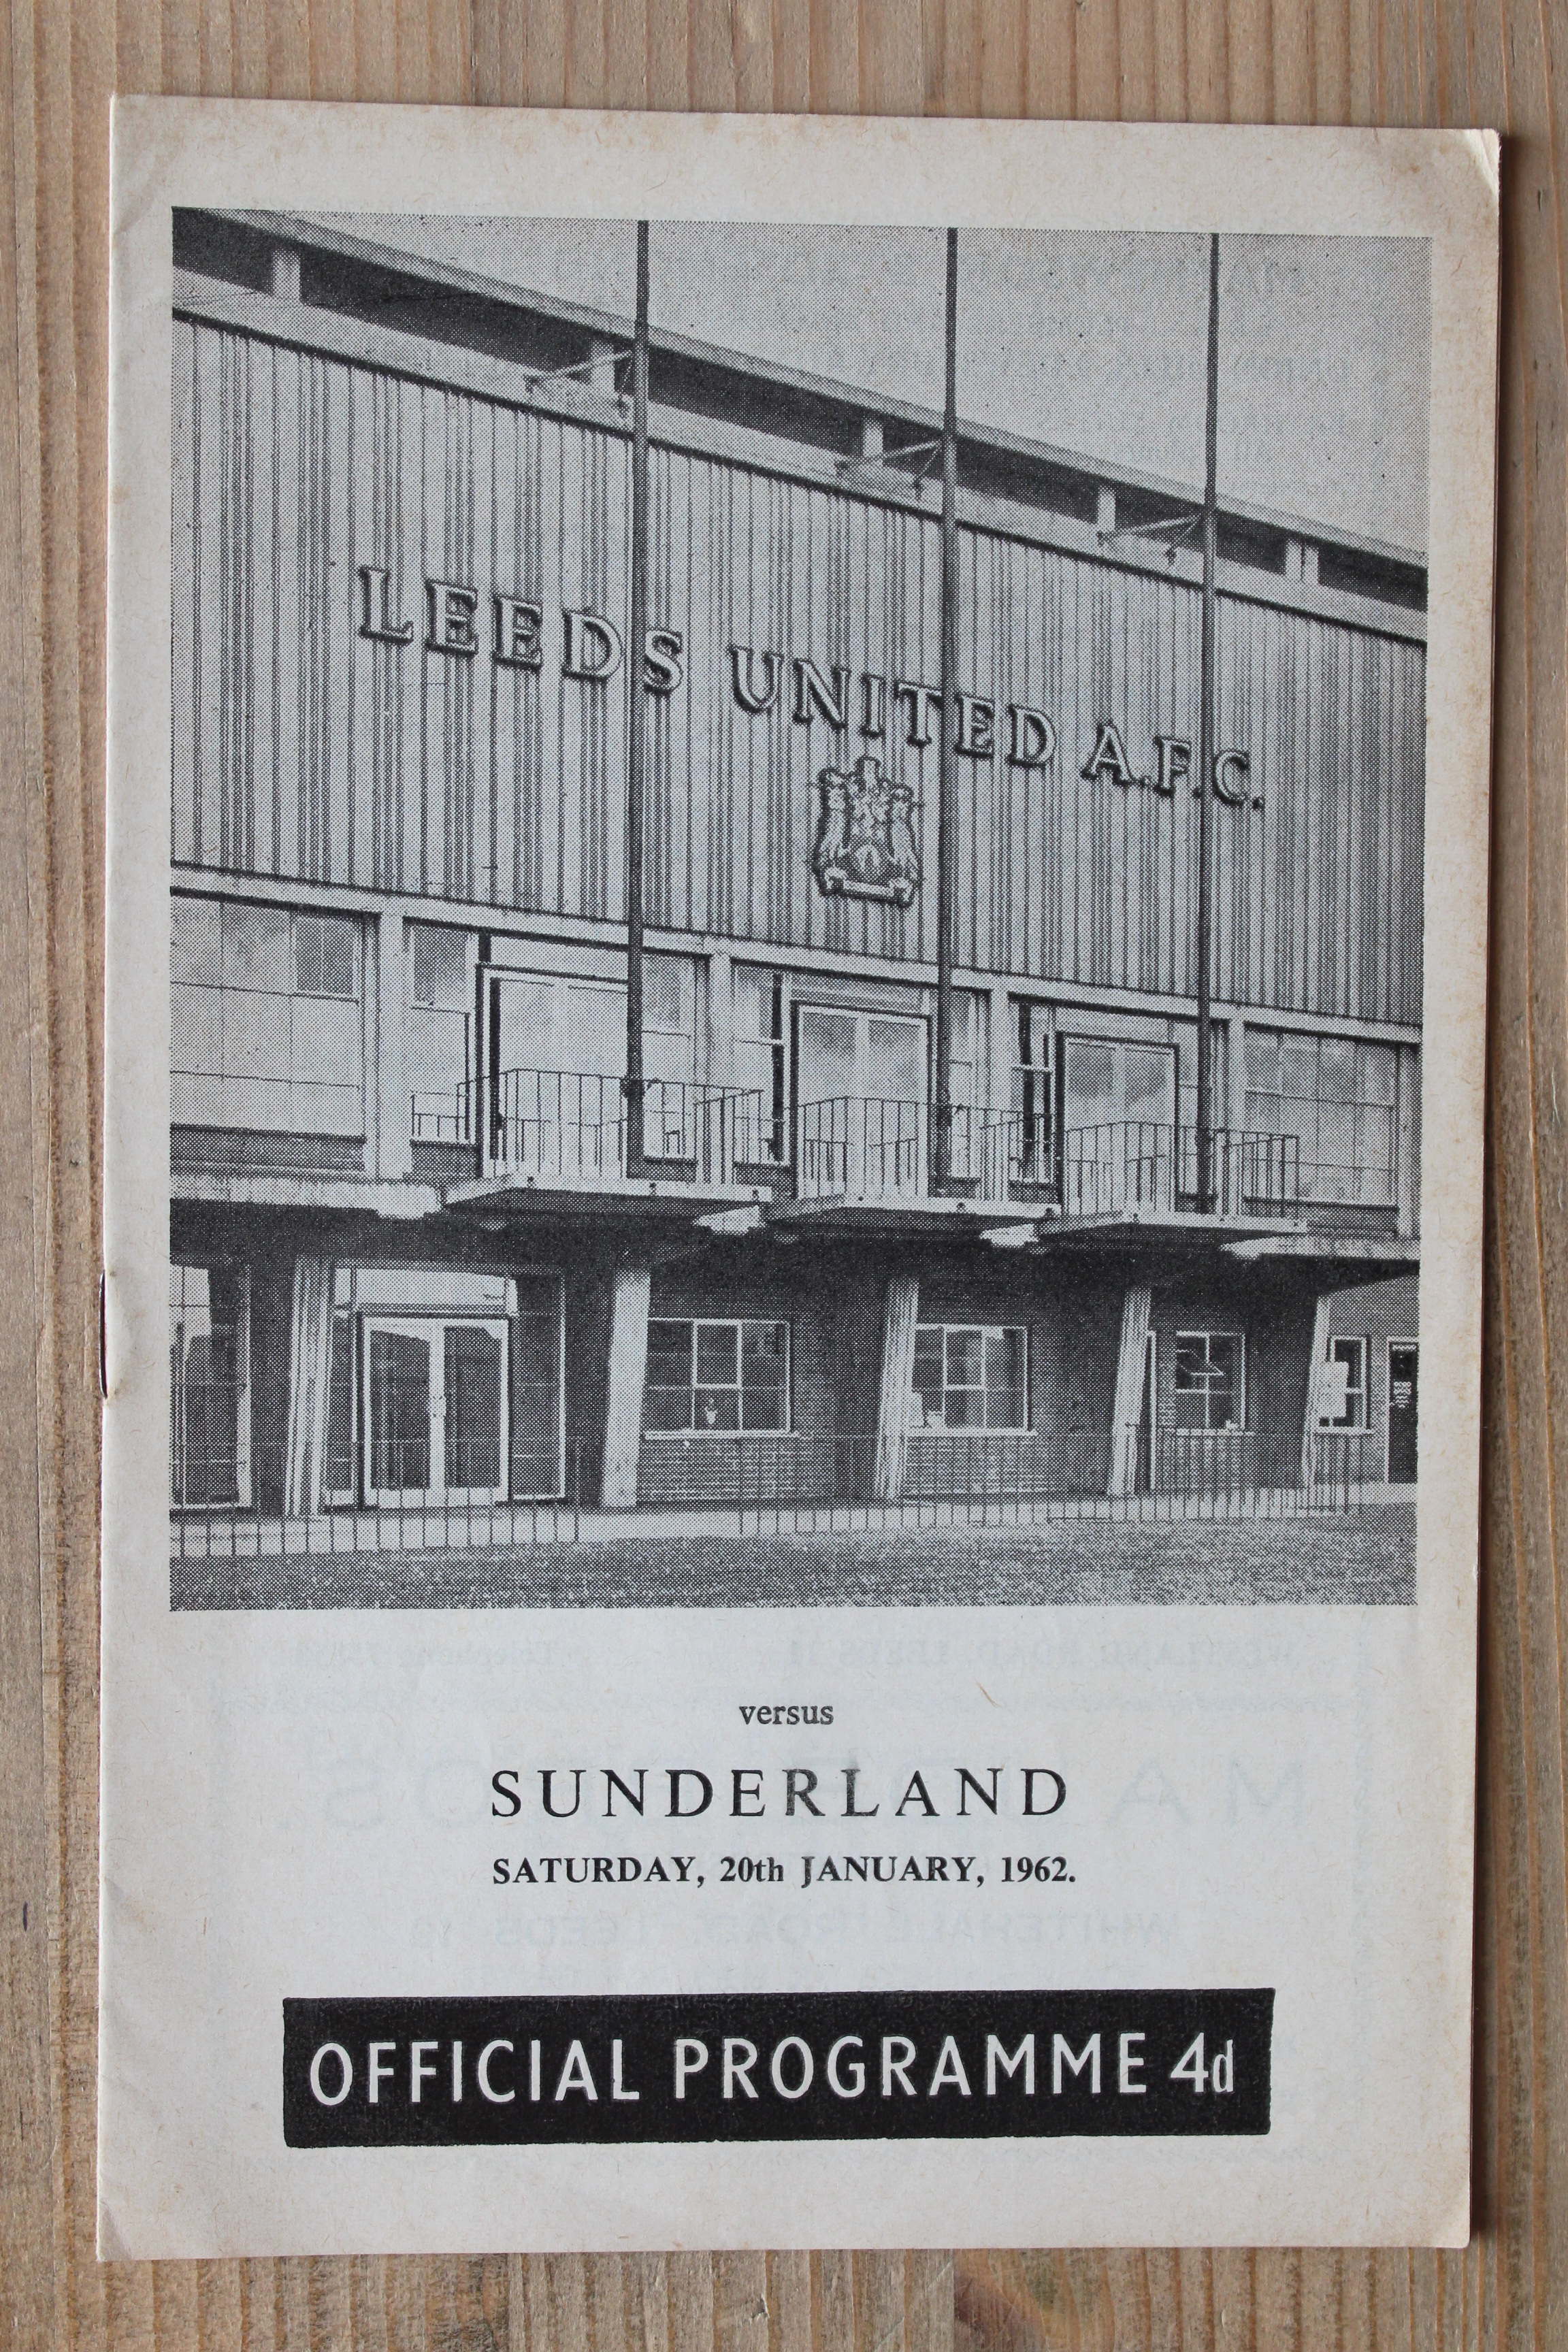 LEEDS UNITED A.F.C.
versus
SUNDERLAND
SATURDAY, 20th JANUARY, 1962.
OFFICIAL PROGRAMME 4d